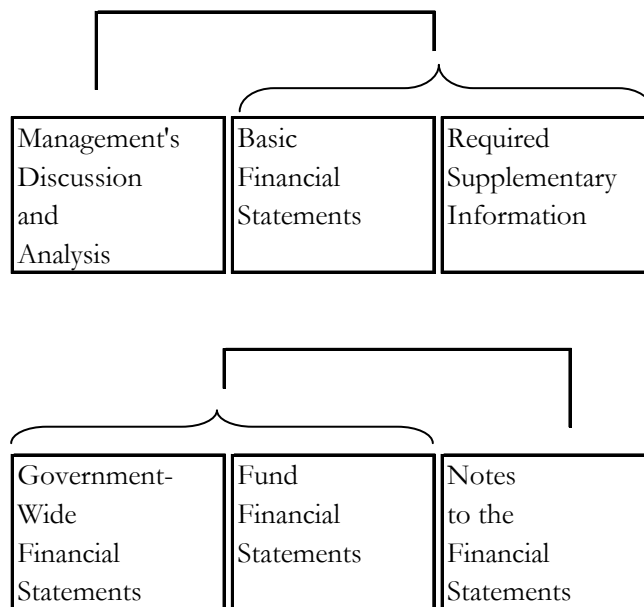 Management's
Discussion
and
Analysis
Basic
Financial
Statements
Required
Supplementary
Information
Government-
Wide
Financial
Statements
Fund
Financial
Statements
Notes
to the
Financial
Statements